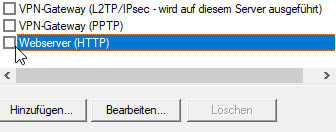 VPN-Gateway (L2TP/IPsec - wird auf diesem Server ausgeführt)
VPN-Gateway (PPTP)
Webserver (HTTP)
Hinzufügen... Bearbeiten... Löschen